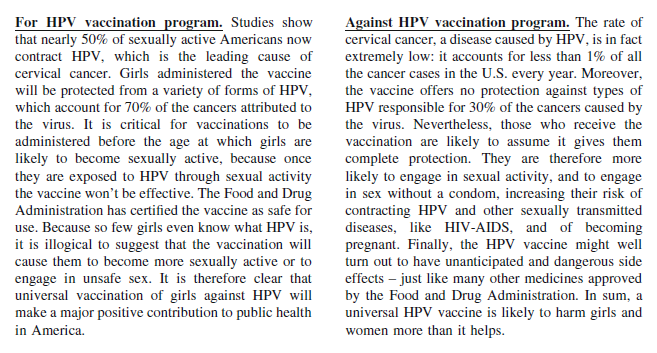 For HPV vaccination program. Studies show
that nearly 50% of sexually active Americans now
contract HPV, which is the leading cause of
cervical cancer. Girls administered the vaccine
will be protected from a variety of forms of HPV,
which account for 70% of the cancers attributed to
the virus. It is critical for vaccinations to be
administered before the age at which girls are
likely to become sexually active, because once
they are exposed to HPV through sexual activity
the vaccine won't be effective. The Food and Drug
Administration has certified the vaccine as safe for
use. Because so few girls even know what HPV is,
it is illogical to suggest that the vaccination will
cause them to become more sexually active or to
engage in unsafe sex. It is therefore clear that
universal vaccination of girls against HPV will
make a major positive contribution to public health
in America.
Against HPV vaccination program. The rate of
cervical cancer, a disease caused by HPV, is in fact
extremely low: it accounts for less than 1% of all
the cancer cases in the U.S. every year. Moreover,
the vaccine offers no protection against types of
HPV responsible for 30% of the cancers caused by
the virus. Nevertheless, those who receive the
vaccination are likely to assume it gives them
complete protection. They are therefore more
likely to engage in sexual activity, and to engage
in sex without a condom, increasing their risk of
contracting HPV and other sexually transmitted
diseases, like HIV-AIDS, and of becoming
pregnant. Finally, the HPV vaccine might well
turn out to have unanticipated and dangerous side
effects – just like many other medicines approved
by the Food and Drug Administration. In sum, a
universal HPV vaccine is likely to harm girls and
women more than it helps.